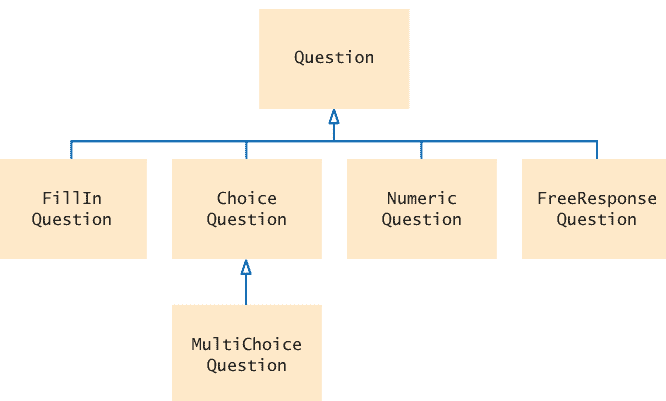 Question
FillIn
Question
Choice
Question
Numeric
Question
FreeResponse
Question
MultiChoice
Question